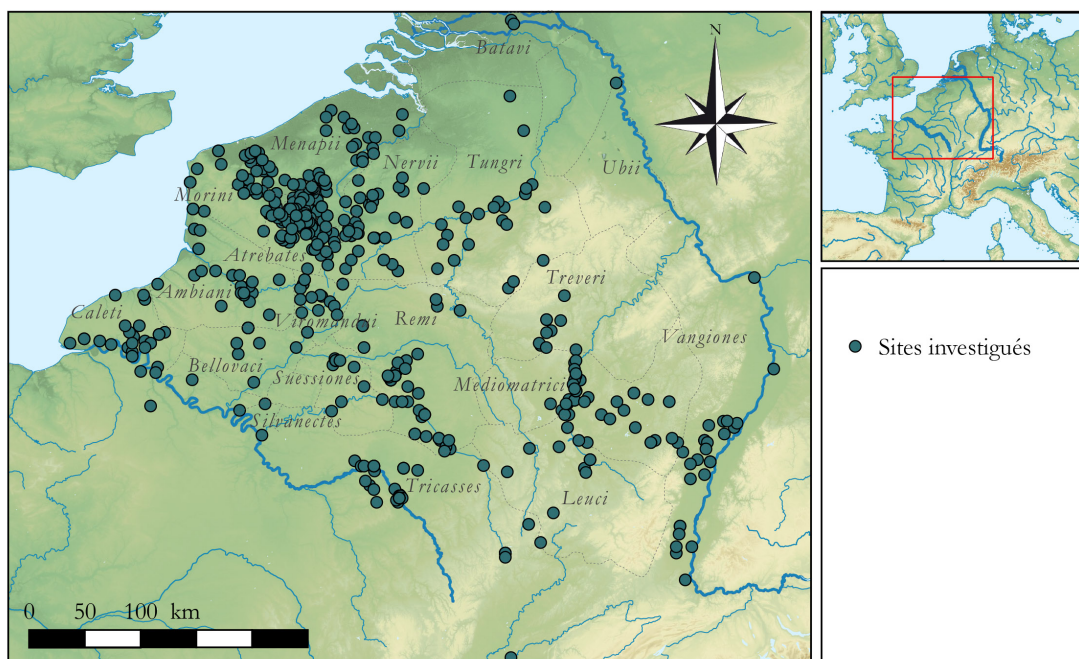 N
Batavi
Menapii
Nervii
Tungri
Ubii
Morini
Atrebates
Treveri
Ambiani
Caleti
Viromandui
Remi
Vangiones
Bellovaci
Suessiones
Mediomatrici
Silvanectes
Tricasses
Leuci
0 50 100 km
Sites investigués